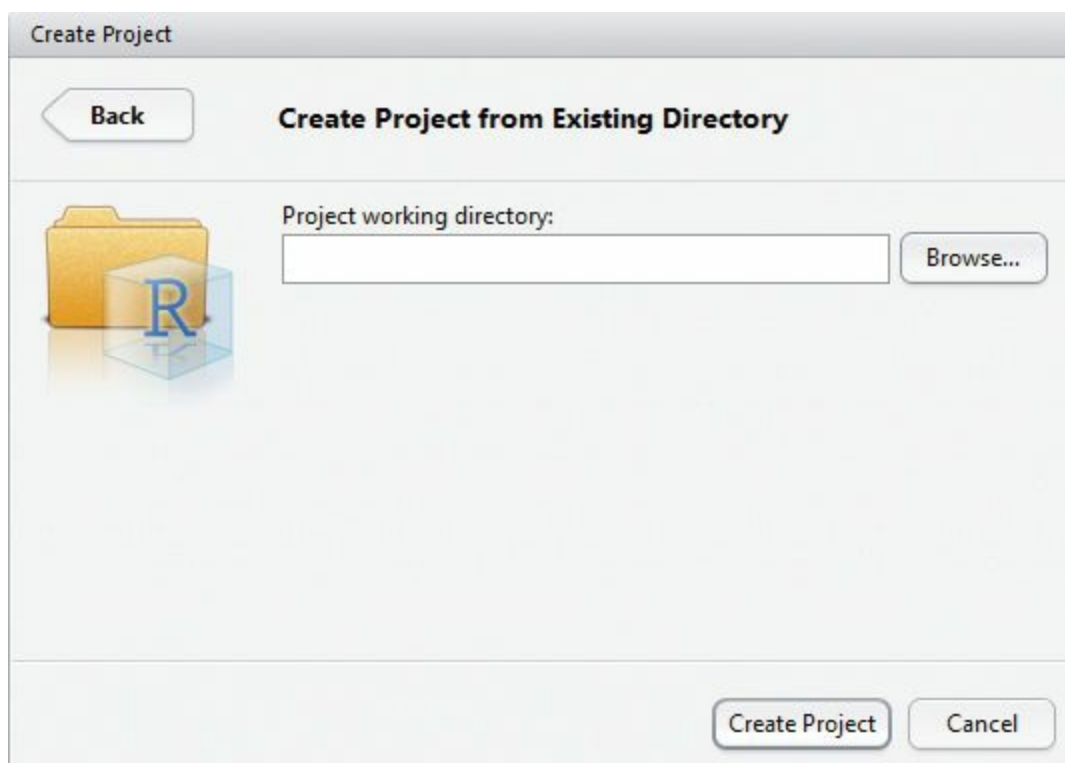 Create Project
Back
Create Project from Existing Directory
Project working directory:
Browse...
R
Create Project
Cancel